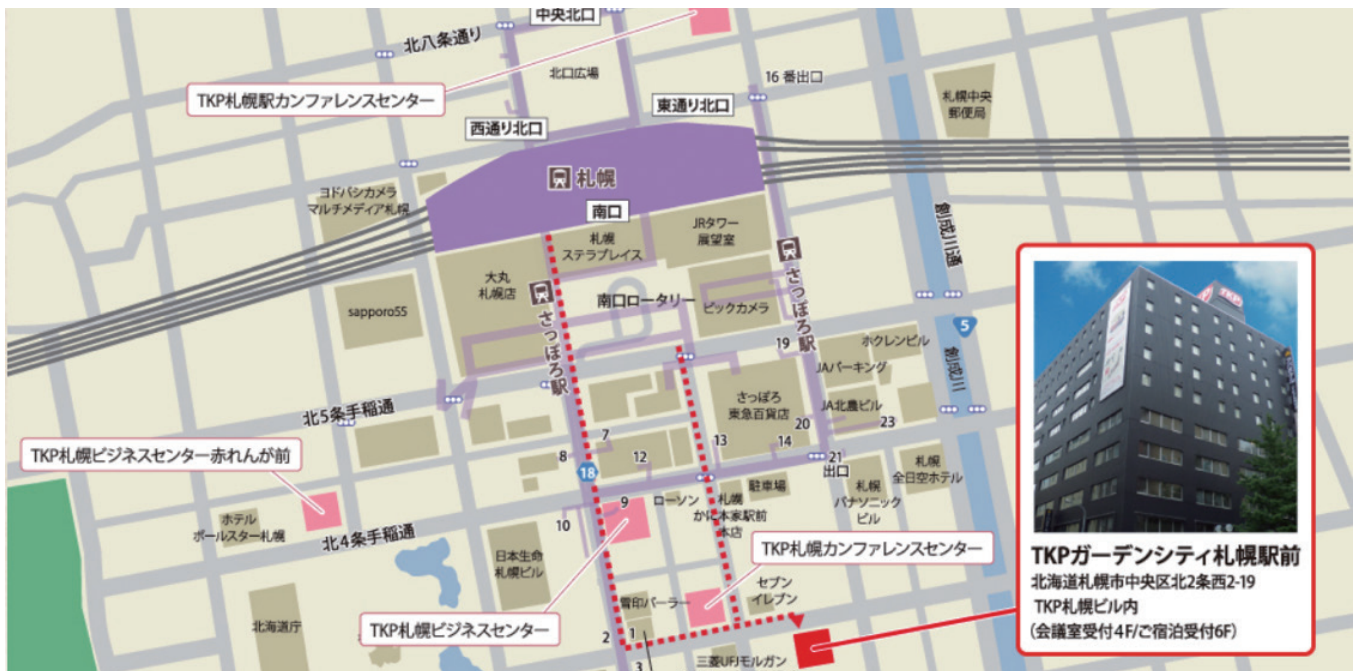 中央北口
北八条通り
北口広場
16番出口
TKP札幌駅カンファレンスセンター
札幌中央
郵便局
西通り北口
東通り北口
札幌
ヨドバシカメラ
マルチメディア札幌
南口
札幌
ステラプレイス
JRタワー
展望室
創成川通
大丸
札幌店
さっぽろ駅
さっぽろ駅
sapporo55
南口ロータリー
ビックカメラ
5
創成川
19
ホクレンビル
JAパーキング
北5条手稲通
さっぽろ
東急百貨店
JA北農ビル
20
23
7
13
14
8
12
21
出口
TKP札幌ビジネスセンター赤れんが前
18
札幌
全日空ホテル
駐車場
札幌
パナソニック
ビル
9
ローソン
札幌
かに本家駅前
本店
10
ホテル
ポールスター札幌
北4条手稲通
日本生命
札幌ビル
TKP札幌カンファレンスセンター
セブン
イレブン
雪印パーラー
TKP札幌ビジネスセンター
北海道庁
2
1
3
三菱UFJモルガン
TKP
TKPガーデンシティ札幌駅前
北海道札幌市中央区北2条西2-19
TKP札幌ビル内
(会議室受付4F/ご宿泊受付6F)